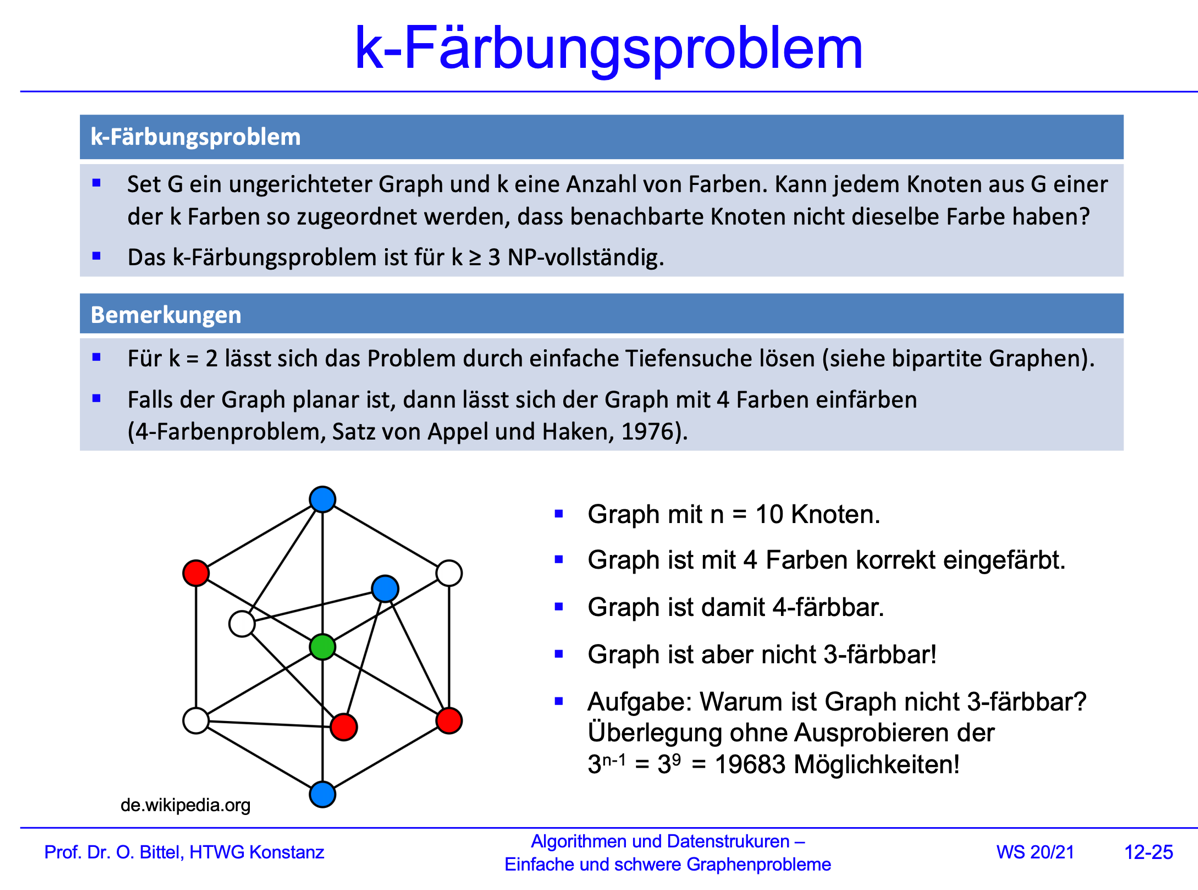 k-Färbungsproblem
k-Färbungsproblem
▪ Set G ein ungerichteter Graph und k eine Anzahl von Farben. Kann jedem Knoten aus G einer
der k Farben so zugeordnet werden, dass benachbarte Knoten nicht dieselbe Farbe haben?
▪ Das k-Färbungsproblem ist für k ≥ 3 NP-vollständig.
Bemerkungen
▪ Für k = 2 lässt sich das Problem durch einfache Tiefensuche lösen (siehe bipartite Graphen).
▪ Falls der Graph planar ist, dann lässt sich der Graph mit 4 Farben einfärben
(4-Farbenproblem, Satz von Appel und Haken, 1976).
▪ Graph mit n = 10 Knoten.
▪ Graph ist mit 4 Farben korrekt eingefärbt.
▪ Graph ist damit 4-färbbar.
▪ Graph ist aber nicht 3-färbbar!
▪ Aufgabe: Warum ist Graph nicht 3-färbbar?
Überlegung ohne Ausprobieren der
3ⁿ⁻¹ = 3⁹ = 19683 Möglichkeiten!
de.wikipedia.org
Prof. Dr. O. Bittel, HTWG Konstanz
Algorithmen und Datenstrukuren –
Einfache und schwere Graphenprobleme
WS 20/21
12-25